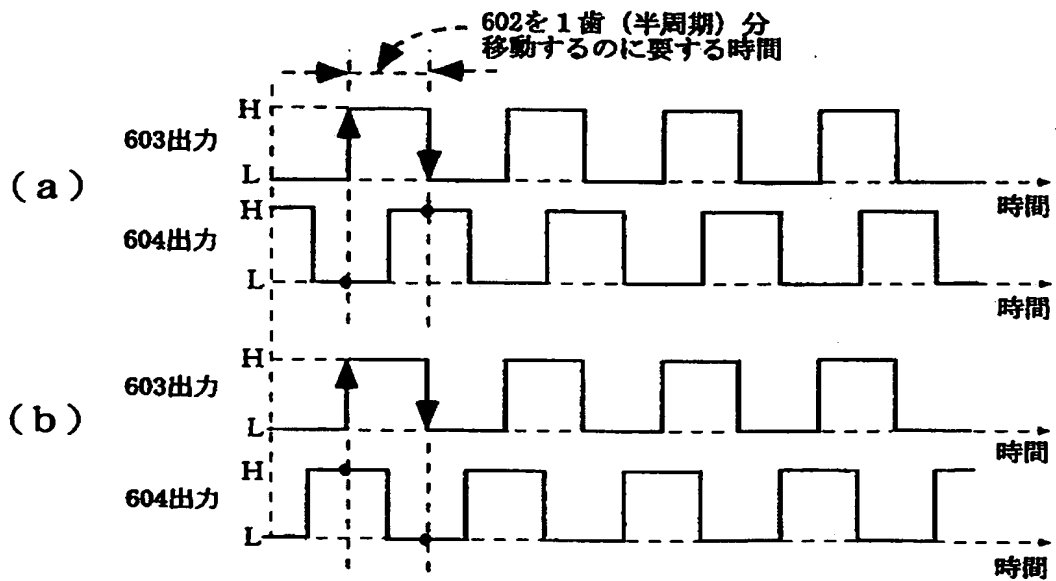 602を１歯（半周期）分
移動するのに要する時間
H
603出力
L
時間
(a)
H
604出力
L
時間
H
603出力
L
時間
(b)
H
604出力
L
時間